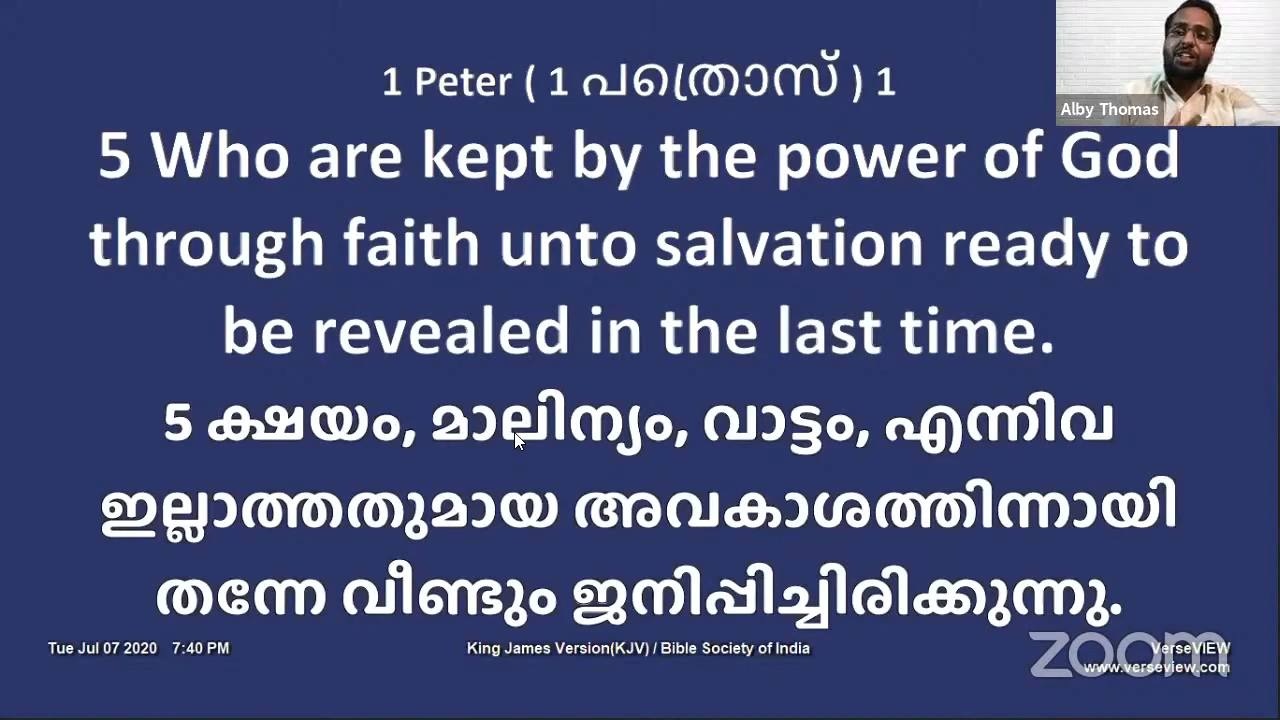 1 Peter ( 1 പത്രൊസ് ) 1
Alby Thomas
5 Who are kept by the power of God
through faith unto salvation ready to
be revealed in the last time.
5 ക്ഷയം, മാലിന്യം, വാട്ടം, എന്നിവ
ഇല്ലാത്തതുമായ അവകാശത്തിന്നായി
തന്നേ വീണ്ടും ജനിപ്പിച്ചിരിക്കുന്നു.
Tue Jul 07 2020 7:40 PM
King James Version(KJV) / Bible Society of India
VerseVIEW
www.verseview.com
zoom